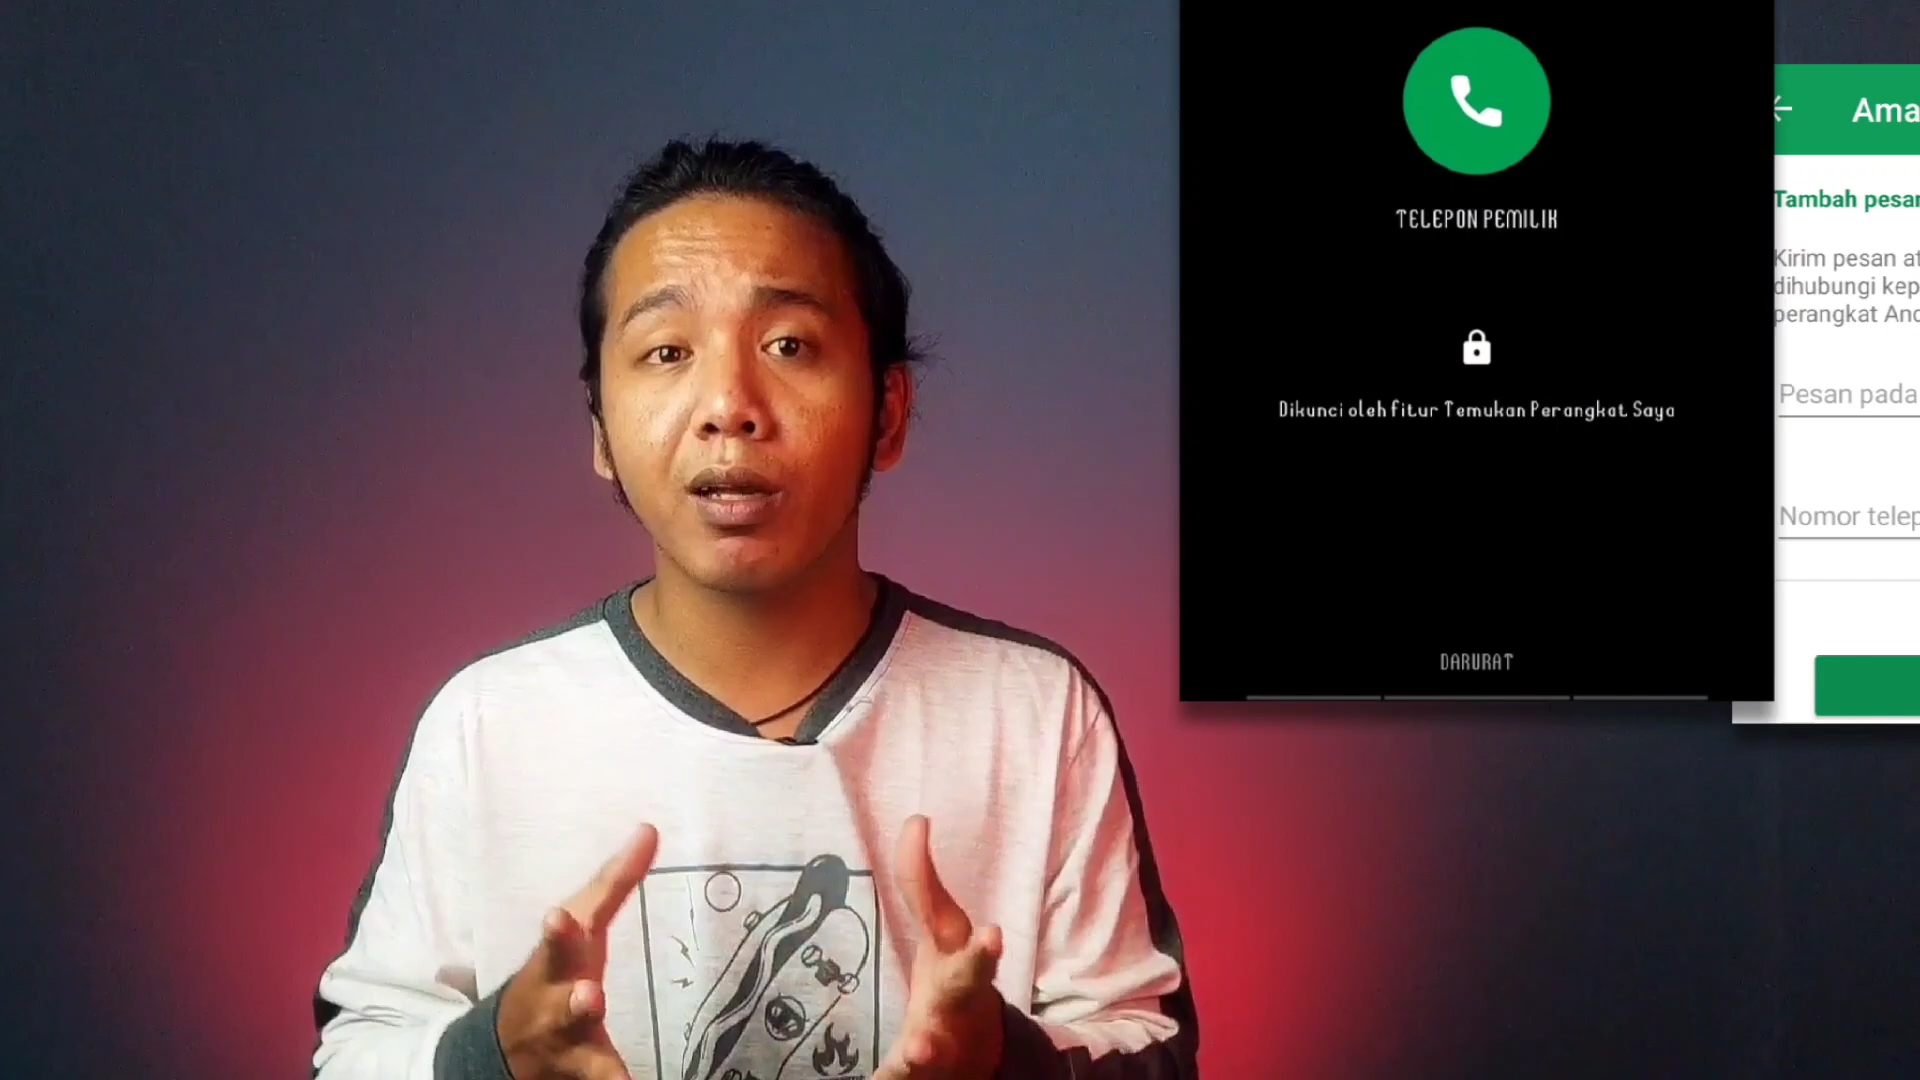 TELEPON PEMILIK
Dikunci oleh fitur Temukan Perangkat Saya
DARURAT
Ama
Tambah pesan
Kirim pesan at
dihubungi kep
perangkat And
Pesan pada
Nomor telep